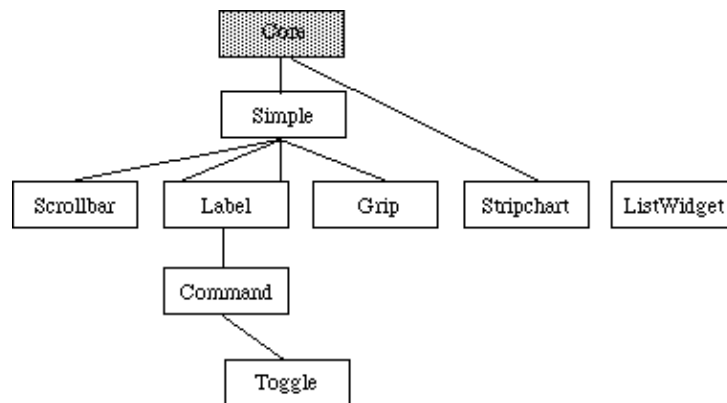 Core
Simple
Scrollbar
Label
Grip
Stripchart
ListWidget
Command
Toggle